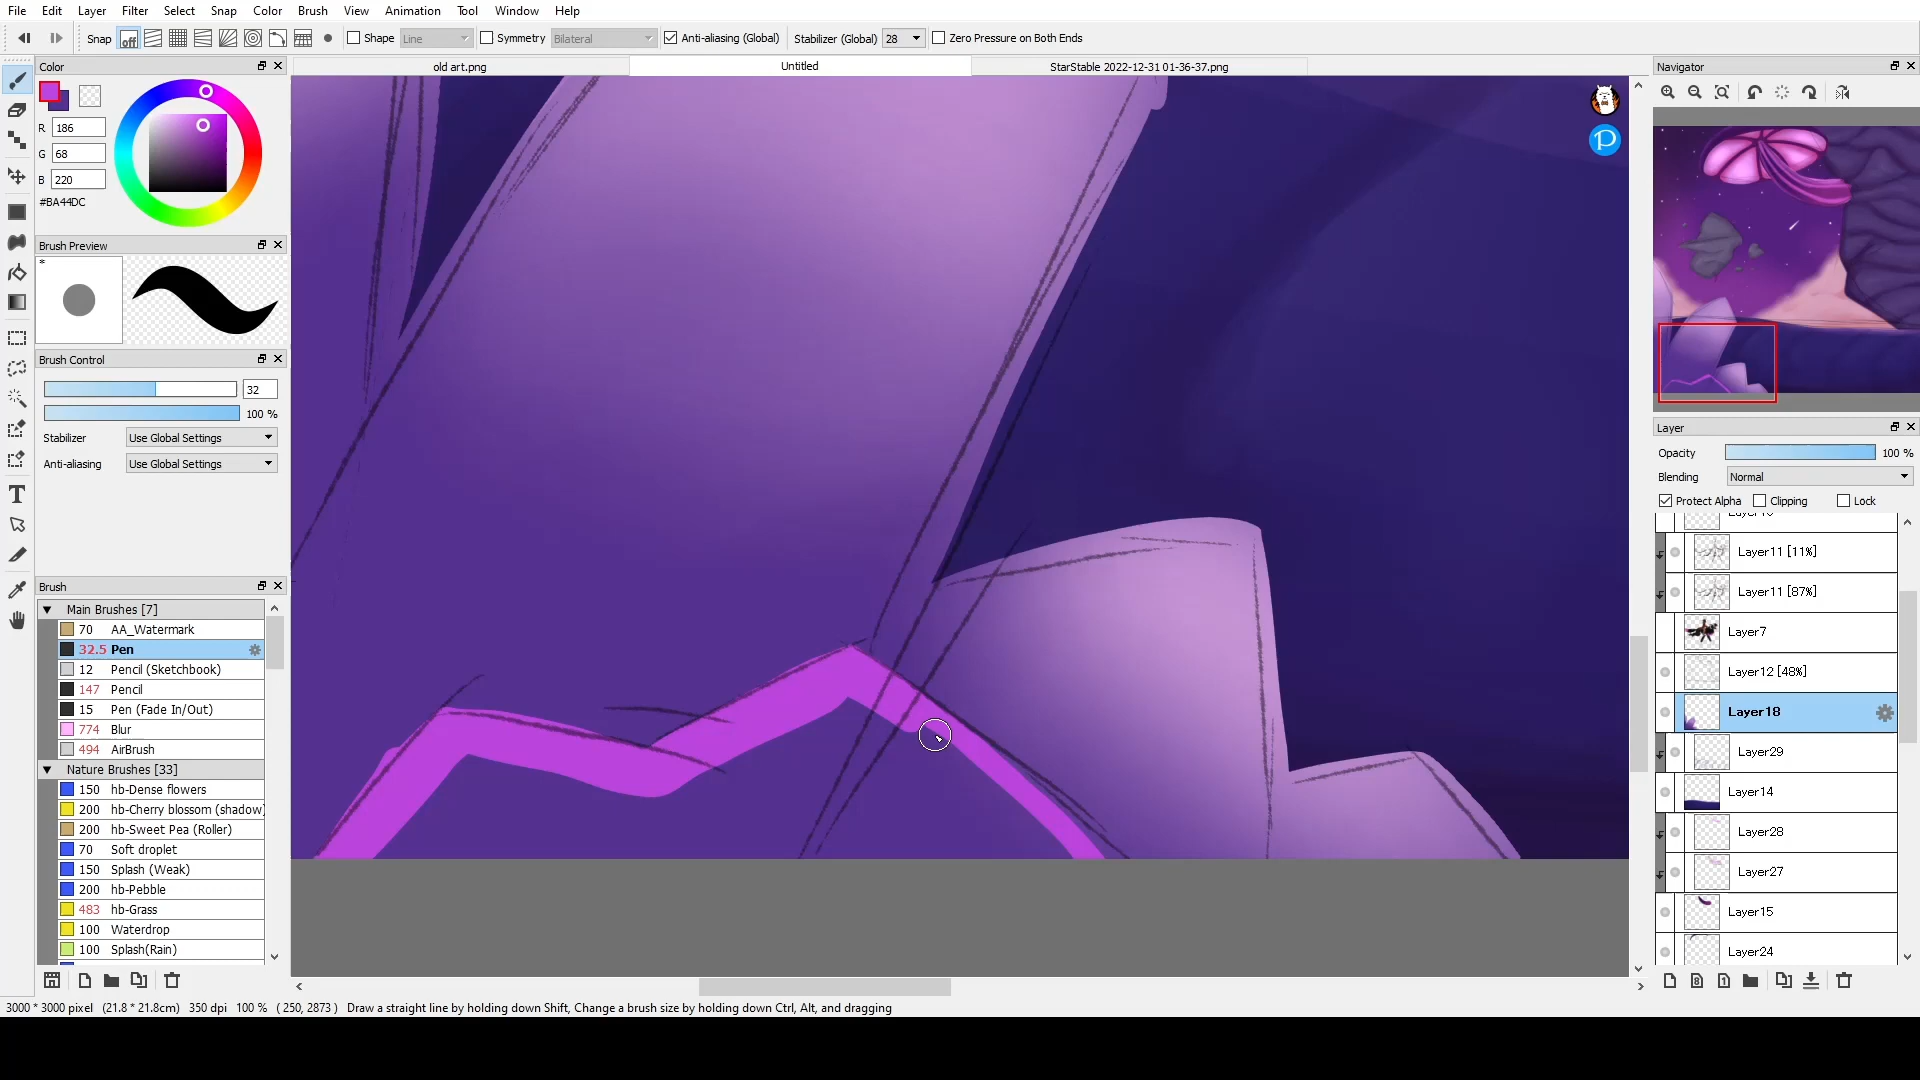 File Edit Layer Filter Select Snap Color Brush View Animation Tool Window Help
Snap off Shape Line Symmetry Bilateral Anti-aliasing (Global) Stabilizer (Global) 28 Zero Pressure on Both Ends
Color
old art.png
Untitled
StarStable 2022-12-31 01-36-37.png
Navigator
R 186
G 68
B 220
#BA44DC
Brush Preview
*
Brush Control
32
100 %
Stabilizer Use Global Settings
Anti-aliasing Use Global Settings
Brush
Main Brushes [7]
70 AA_Watermark
32.5 Pen
12 Pencil (Sketchbook)
147 Pencil
15 Pen (Fade In/Out)
774 Blur
494 AirBrush
Nature Brushes [33]
150 hb-Dense flowers
200 hb-Cherry blossom (shadow)
200 hb-Sweet Pea (Roller)
70 Soft droplet
150 Splash (Weak)
200 hb-Pebble
483 hb-Grass
100 Waterdrop
100 Splash(Rain)
P
Layer
Opacity 100 %
Blending Normal
Protect Alpha Clipping Lock
Layer11 [11%]
Layer11 [87%]
Layer7
Layer12 [48%]
Layer18
Layer29
Layer14
Layer28
Layer27
Layer15
Layer24
8 1
3000 * 3000 pixel (21.8 * 21.8cm) 350 dpi 100 % ( 250, 2873 ) Draw a straight line by holding down Shift, Change a brush size by holding down Ctrl, Alt, and dragging